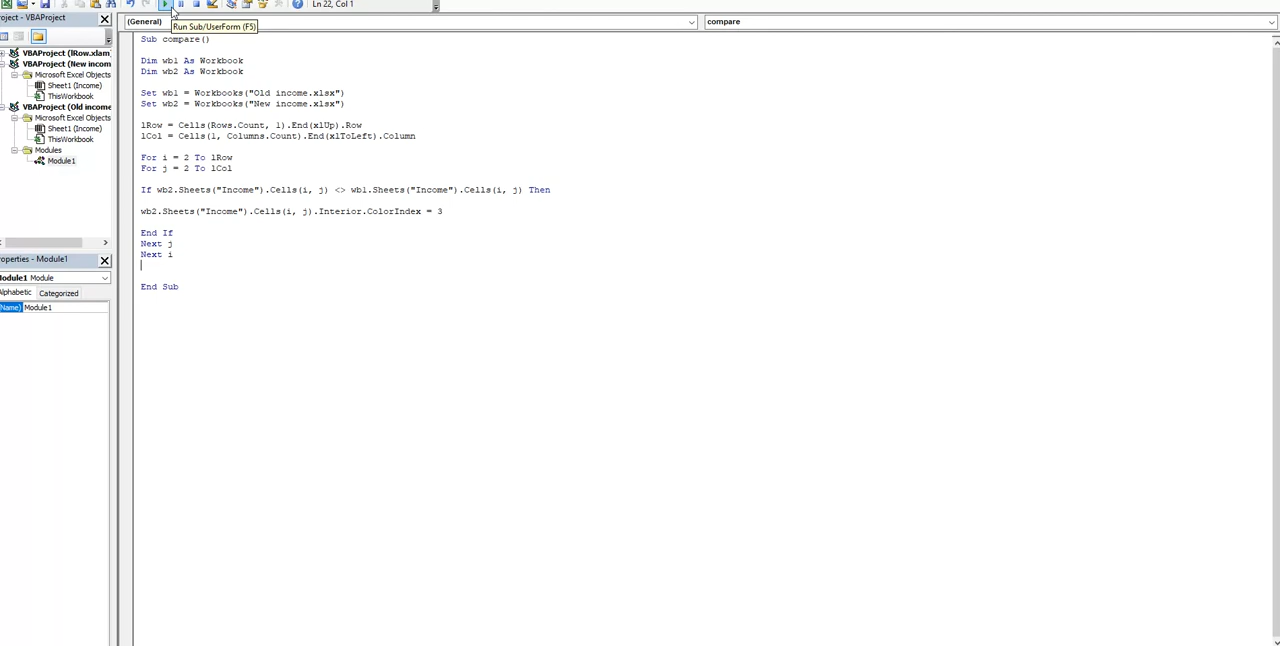 Ln 22, Col 1
roject - VBAProject
(General)
compare
Run Sub/UserForm (F5)
VBAProject (lRow.xlam)
VBAProject (New incom
Microsoft Excel Objects
Sheet1 (Income)
ThisWorkbook
VBAProject (Old income
Microsoft Excel Objects
Sheet1 (Income)
ThisWorkbook
Modules
Module1
roperties - Module1
Module1 Module
Alphabetic Categorized
(Name) Module1
Sub compare()
Dim wb1 As Workbook
Dim wb2 As Workbook
Set wb1 = Workbooks("Old income.xlsx")
Set wb2 = Workbooks("New income.xlsx")
lRow = Cells(Rows.Count, 1).End(xlUp).Row
lCol = Cells(1, Columns.Count).End(xlToLeft).Column
For i = 2 To lRow
For j = 2 To lCol
If wb2.Sheets("Income").Cells(i, j) <> wb1.Sheets("Income").Cells(i, j) Then
wb2.Sheets("Income").Cells(i, j).Interior.ColorIndex = 3
End If
Next j
Next i
End Sub